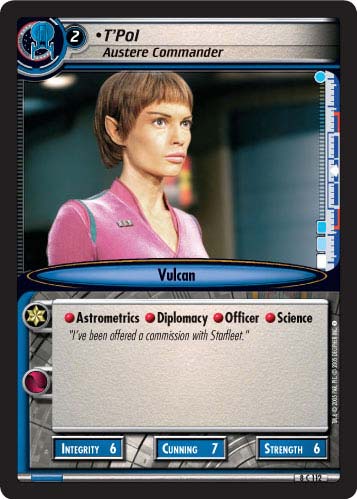 2
•T'Pol
Austere Commander
Vulcan
Astrometrics Diplomacy Officer Science
"I've been offered a commission with Starfleet."
INTEGRITY 6 CUNNING 7 STRENGTH 6
8 C 112